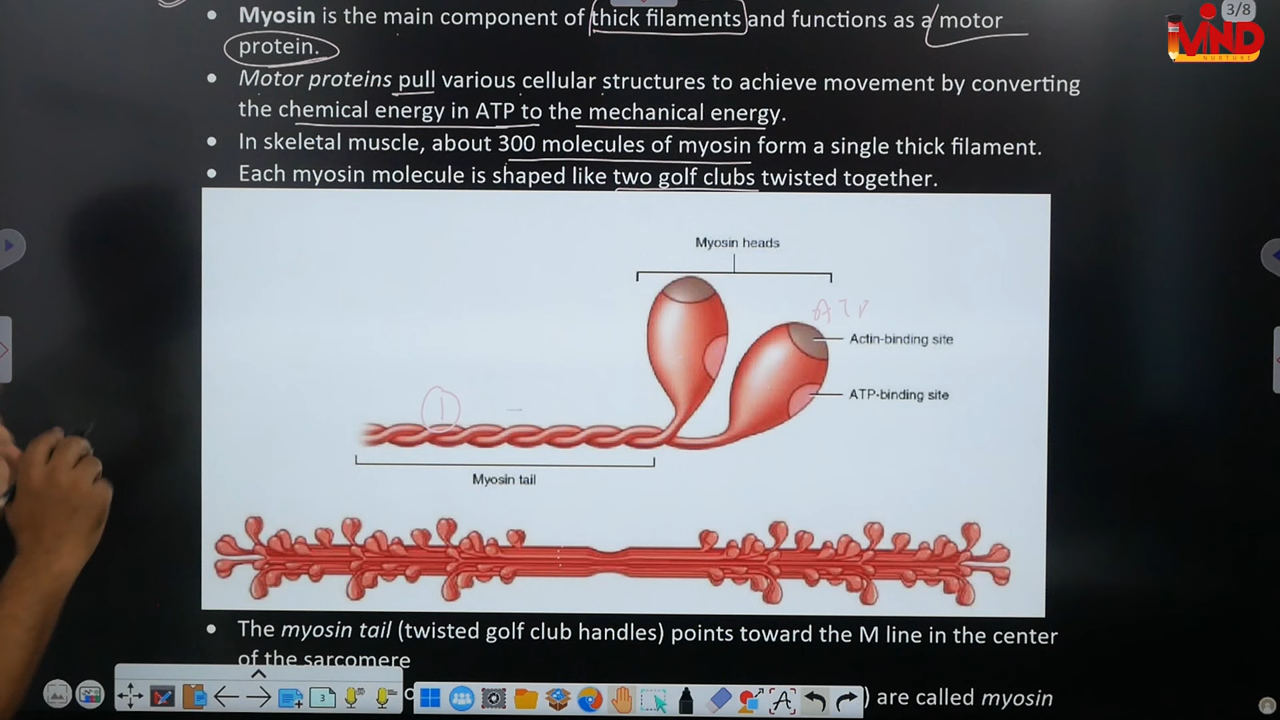 • Myosin is the main component of thick filaments and functions as a motor
protein.
• Motor proteins pull various cellular structures to achieve movement by converting
the chemical energy in ATP to the mechanical energy.
• In skeletal muscle, about 300 molecules of myosin form a single thick filament.
• Each myosin molecule is shaped like two golf clubs twisted together.
3/8
MIND
NURTURE
Myosin heads
ATP
Actin-binding site
ATP-binding site
1
Myosin tail
• The myosin tail (twisted golf club handles) points toward the M line in the center
of the sarcomere
) are called myosin